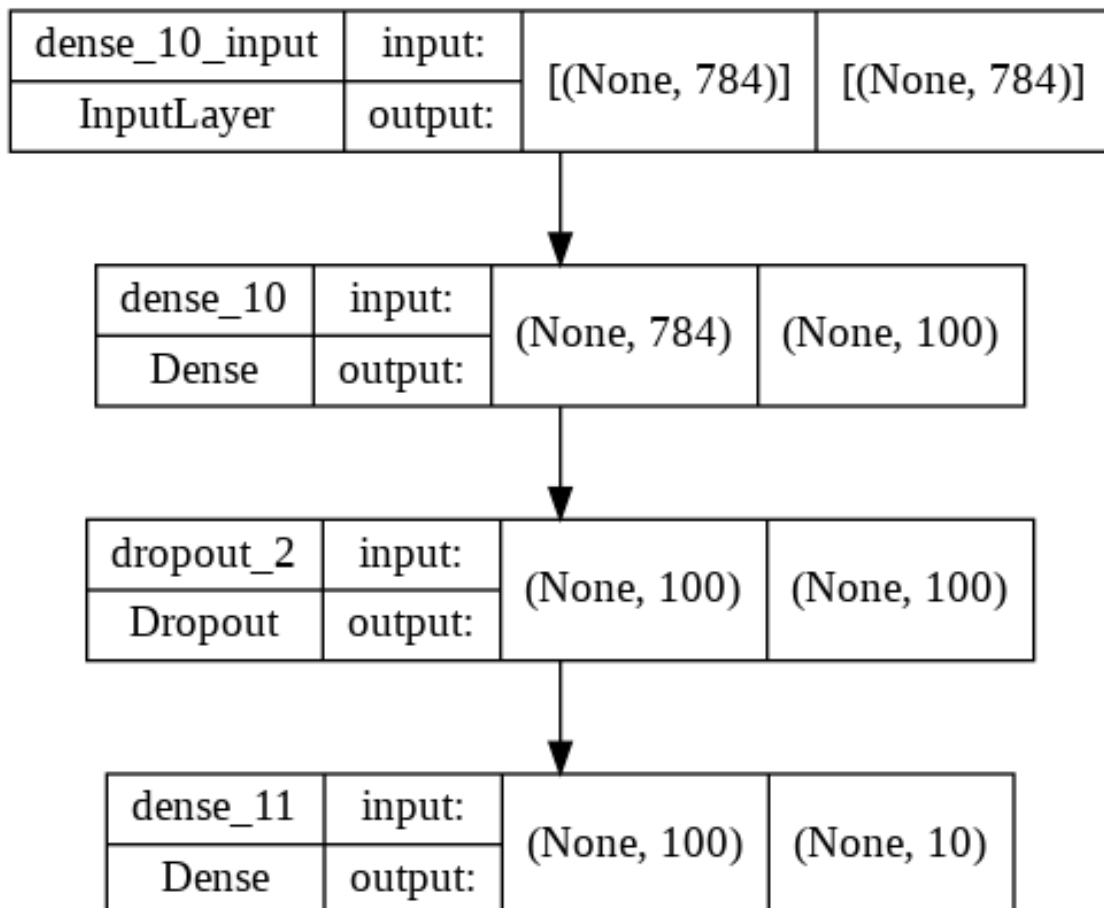 dense_10_input input: [(None, 784)] [(None, 784)]
InputLayer output:
dense_10 input: (None, 784) (None, 100)
Dense output:
dropout_2 input: (None, 100) (None, 100)
Dropout output:
dense_11 input: (None, 100) (None, 10)
Dense output: